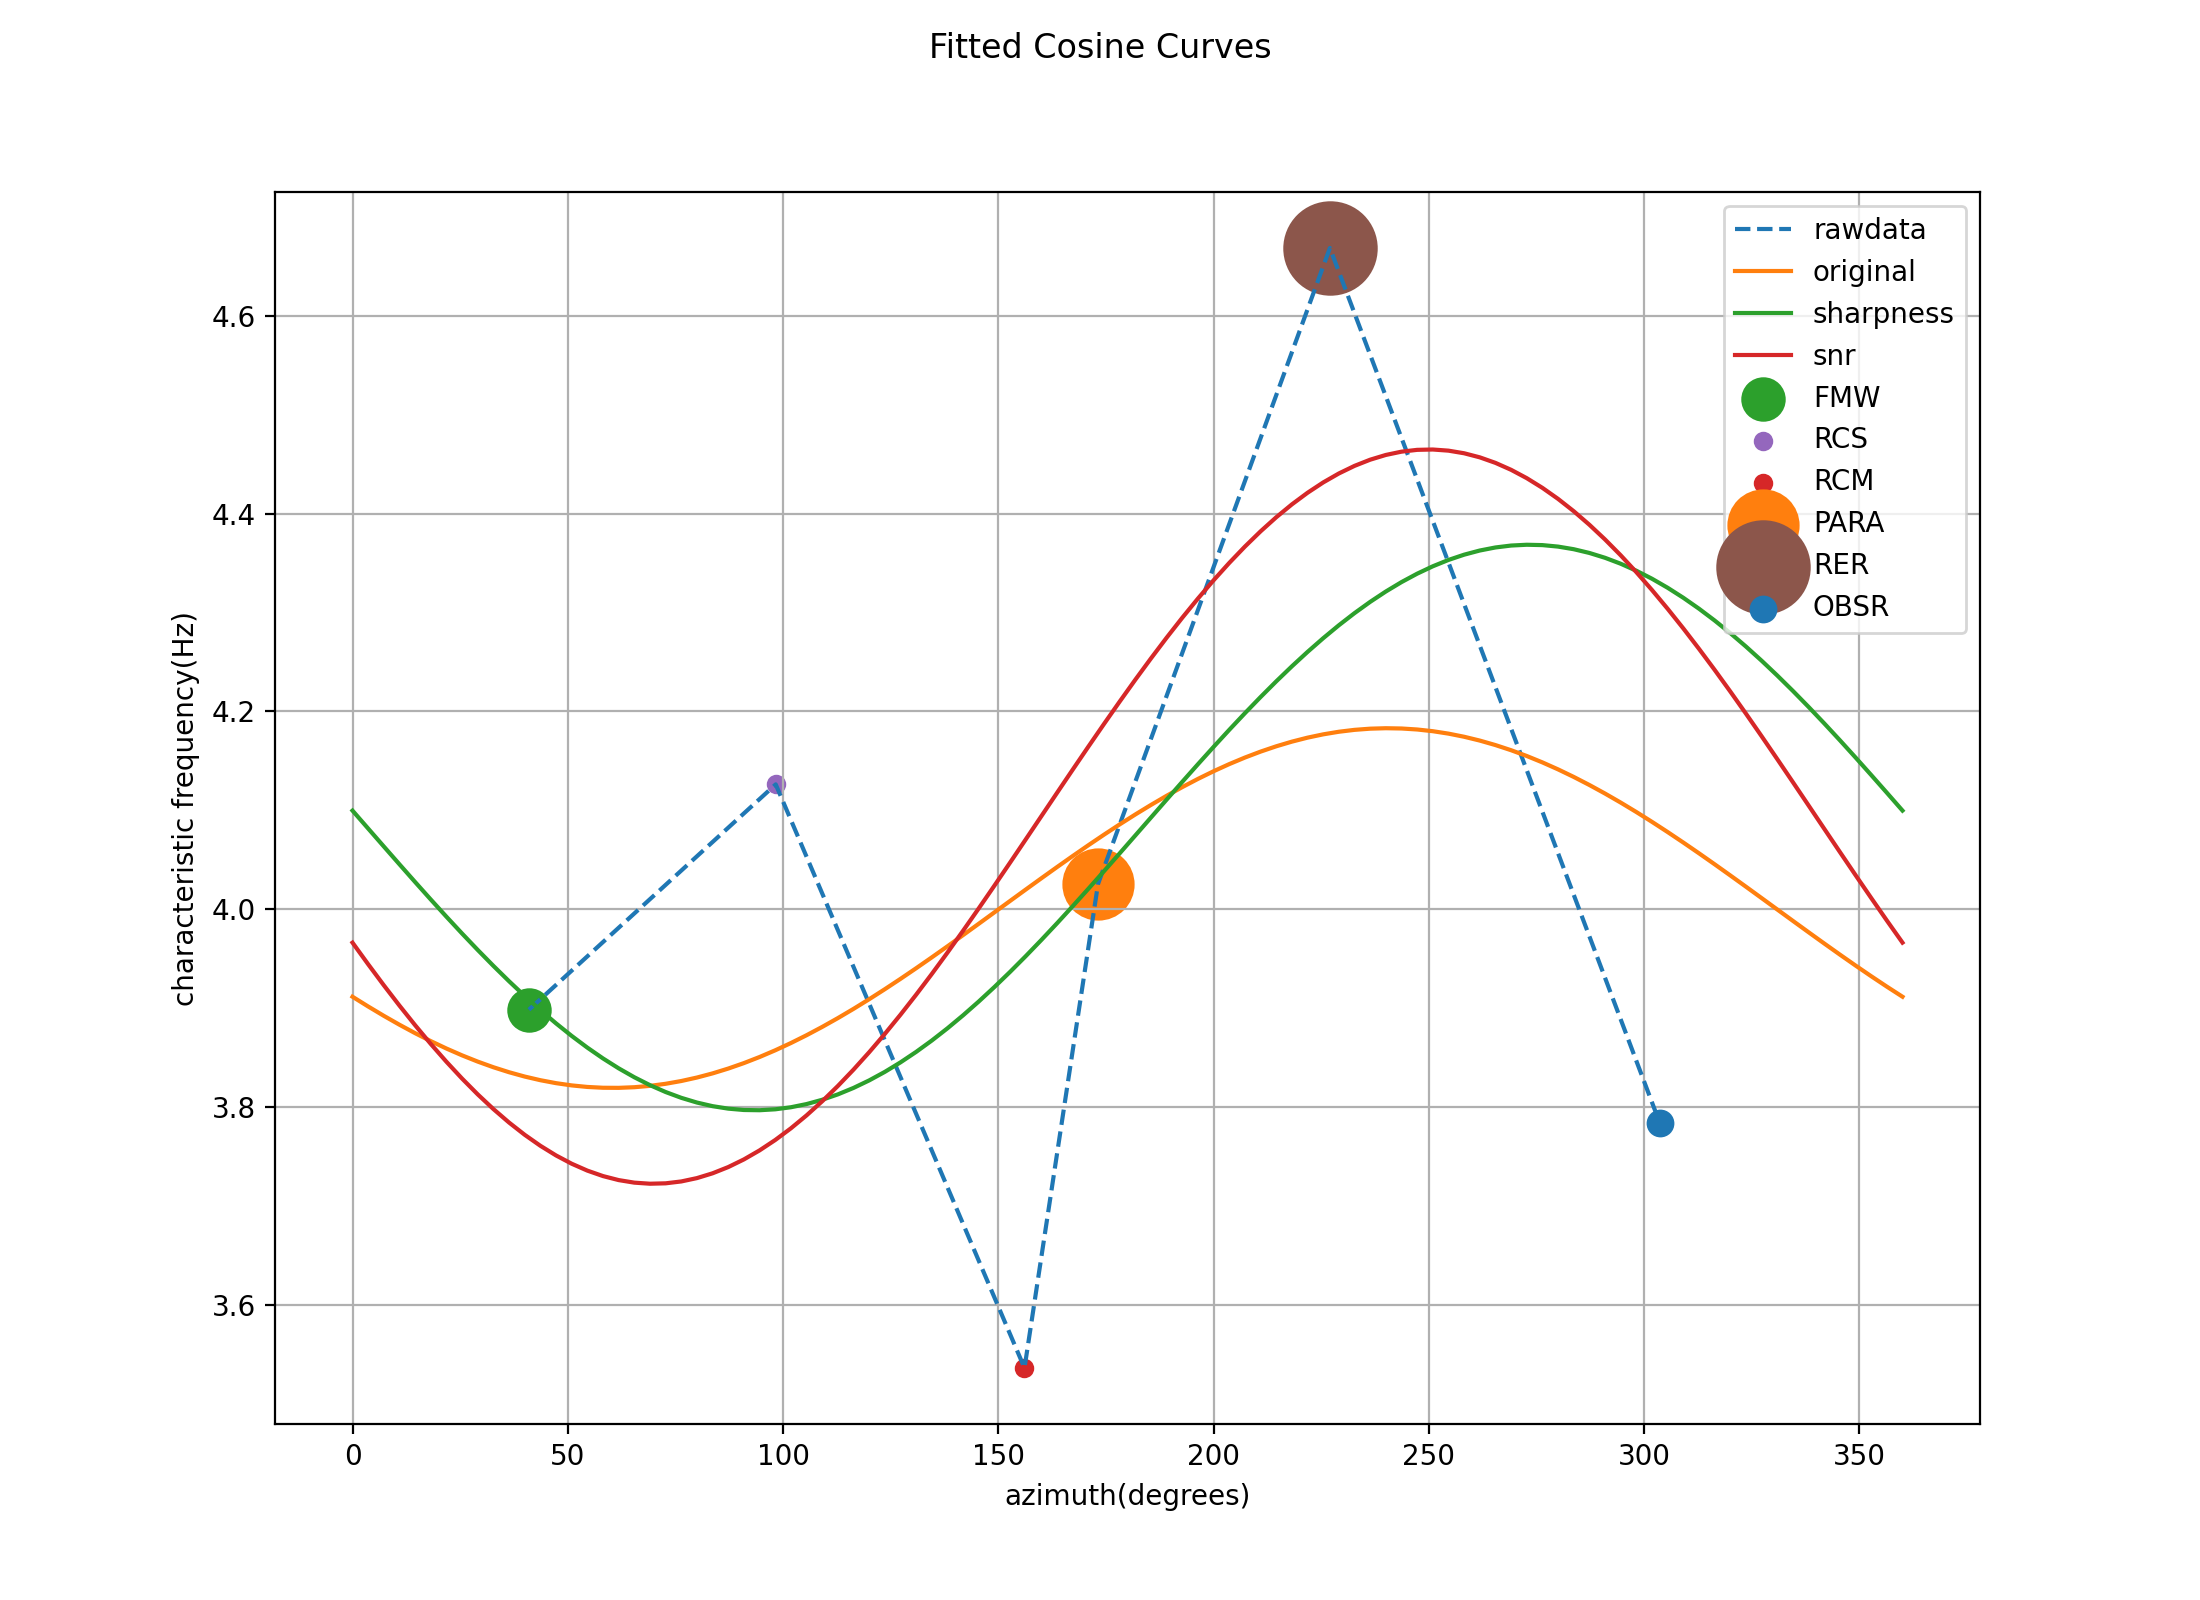 Fitted Cosine Curves
rawdata
original
sharpness
snr
FMW
RCS
RCM
PARA
RER
OBSR
characteristic frequency(Hz)
4.6
4.4
4.2
4.0
3.8
3.6
0 50 100 150 200 250 300 350
azimuth(degrees)